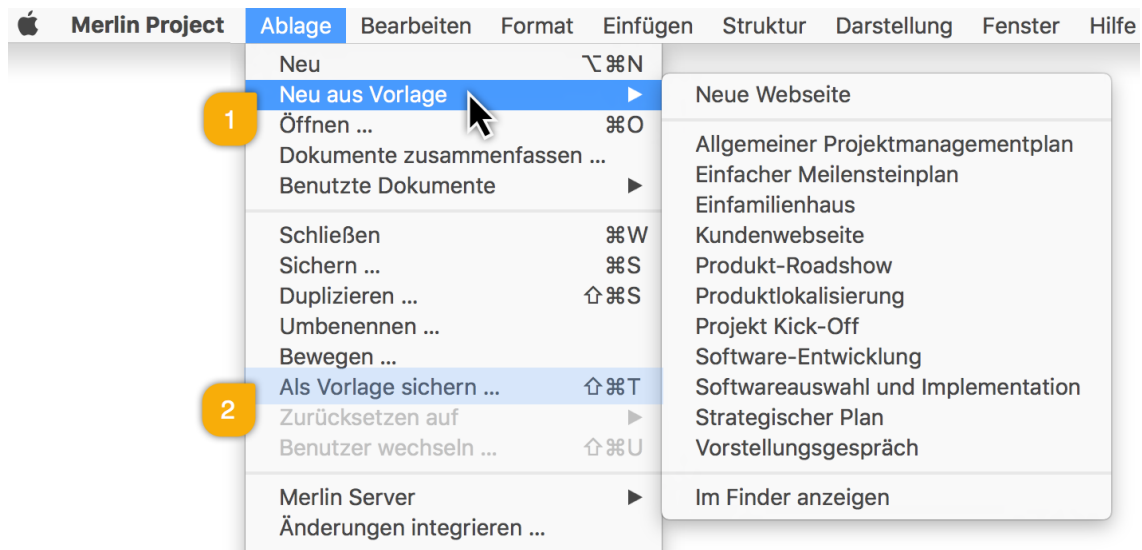 Merlin Project Ablage Bearbeiten Format Einfügen Struktur Darstellung Fenster Hilfe
Neu ⌥⌘N
1
Neu aus Vorlage ▶
Öffnen ... ⌘O
Dokumente zusammenfassen ...
Benutzte Dokumente ▶
Schließen ⌘W
Sichern ... ⌘S
Duplizieren ... ⇧⌘S
Umbenennen ...
Bewegen ...
2
Als Vorlage sichern ... ⇧⌘T
Zurücksetzen auf ▶
Benutzer wechseln ... ⇧⌘U
Merlin Server ▶
Änderungen integrieren ...
Neue Webseite
Allgemeiner Projektmanagementplan
Einfacher Meilensteinplan
Einfamilienhaus
Kundenwebseite
Produkt-Roadshow
Produktlokalisierung
Projekt Kick-Off
Software-Entwicklung
Softwareauswahl und Implementation
Strategischer Plan
Vorstellungsgespräch
Im Finder anzeigen